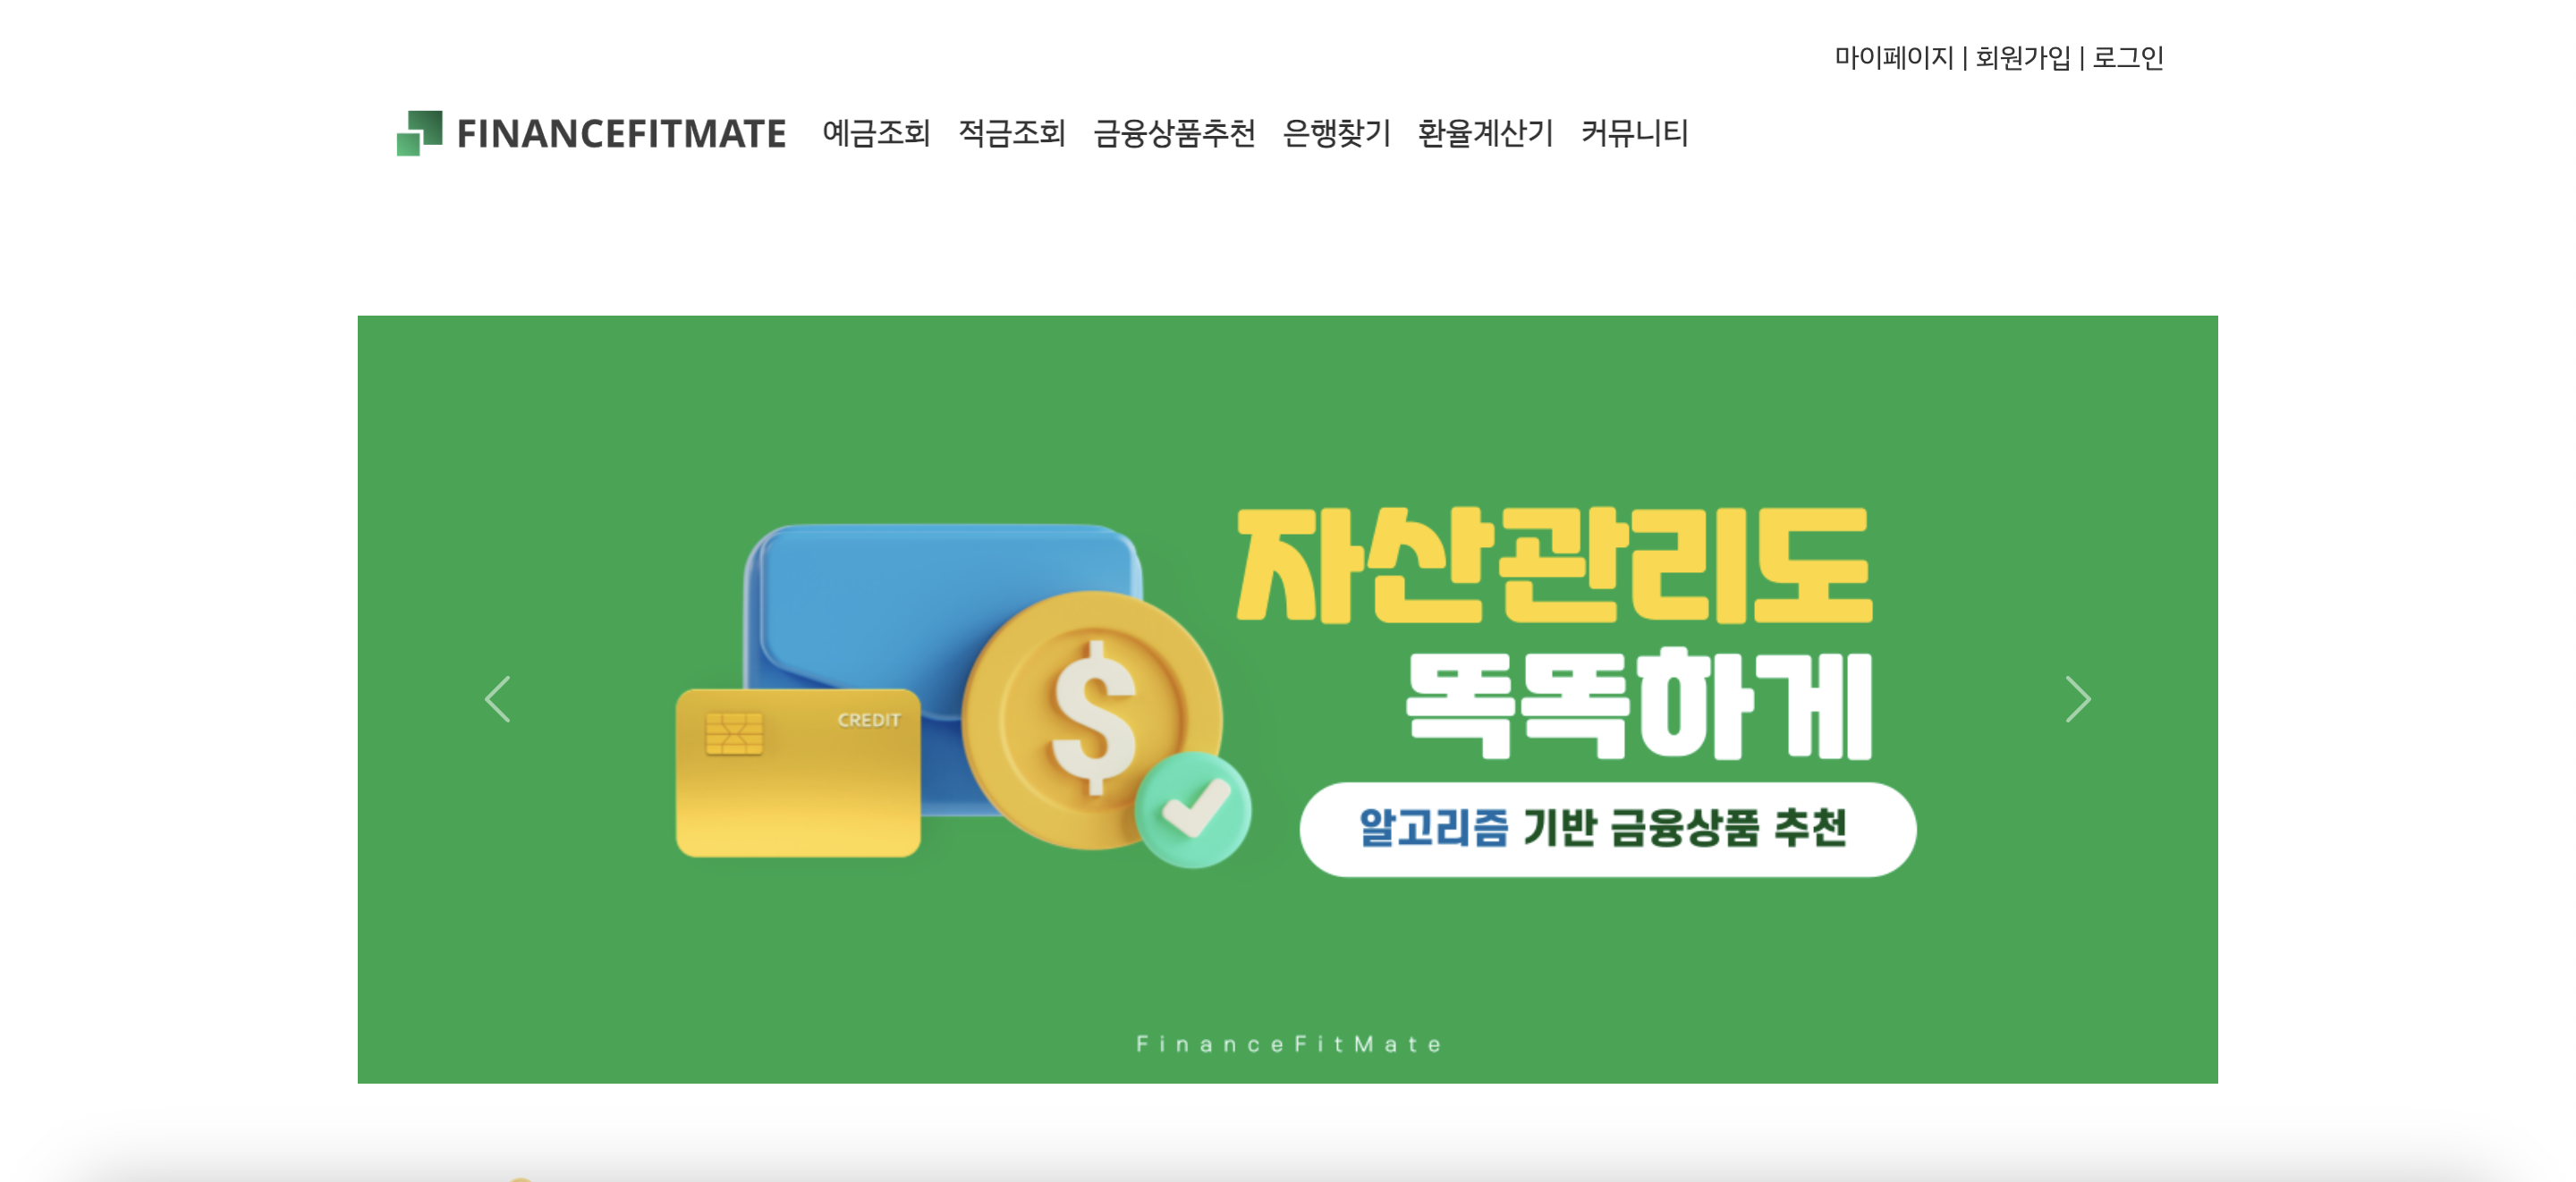 마이페이지 | 회원가입 | 로그인
FINANCEFITMATE 예금조회 적금조회 금융상품추천 은행찾기 환율계산기 커뮤니티
자산관리도
똑똑하게
CREDIT
$
알고리즘 기반 금융상품 추천
FinanceFitMate